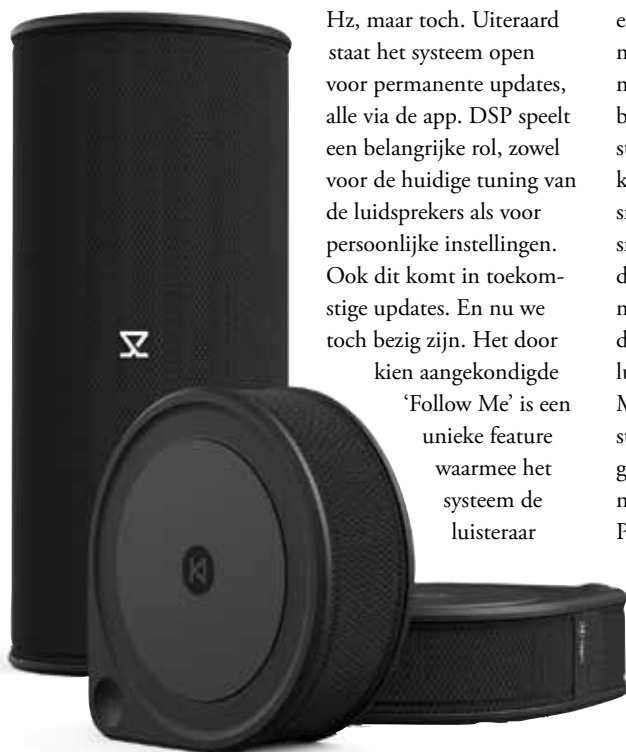 Hz, maar toch. Uiteraard
staat het systeem open
voor permanente updates,
alle via de app. DSP speelt
een belangrijke rol, zowel
voor de huidige tuning van
de luidsprekers als voor
persoonlijke instellingen.
Ook dit komt in toekom-
stige updates. En nu we
toch bezig zijn. Het door
kien aangekondigde
‘Follow Me’ is een
unieke feature
waarmee het
systeem de
luisteraar